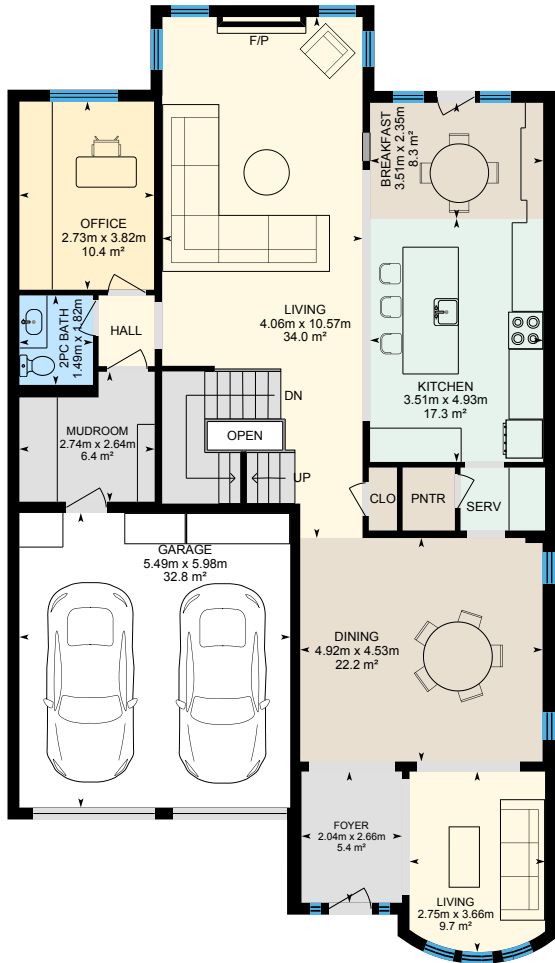 F/P
BREAKFAST
3.51m x 2.35m
8.3 m²
OFFICE
2.73m x 3.82m
10.4 m²
2PC BATH
1.49m x 1.82m
HALL
LIVING
4.06m x 10.57m
34.0 m²
KITCHEN
3.51m x 4.93m
17.3 m²
DN
OPEN
UP
MUDROOM
2.74m x 2.64m
6.4 m²
CLO
PNTR
SERV
GARAGE
5.49m x 5.98m
32.8 m²
DINING
4.92m x 4.53m
22.2 m²
FOYER
2.04m x 2.66m
5.4 m²
LIVING
2.75m x 3.66m
9.7 m²